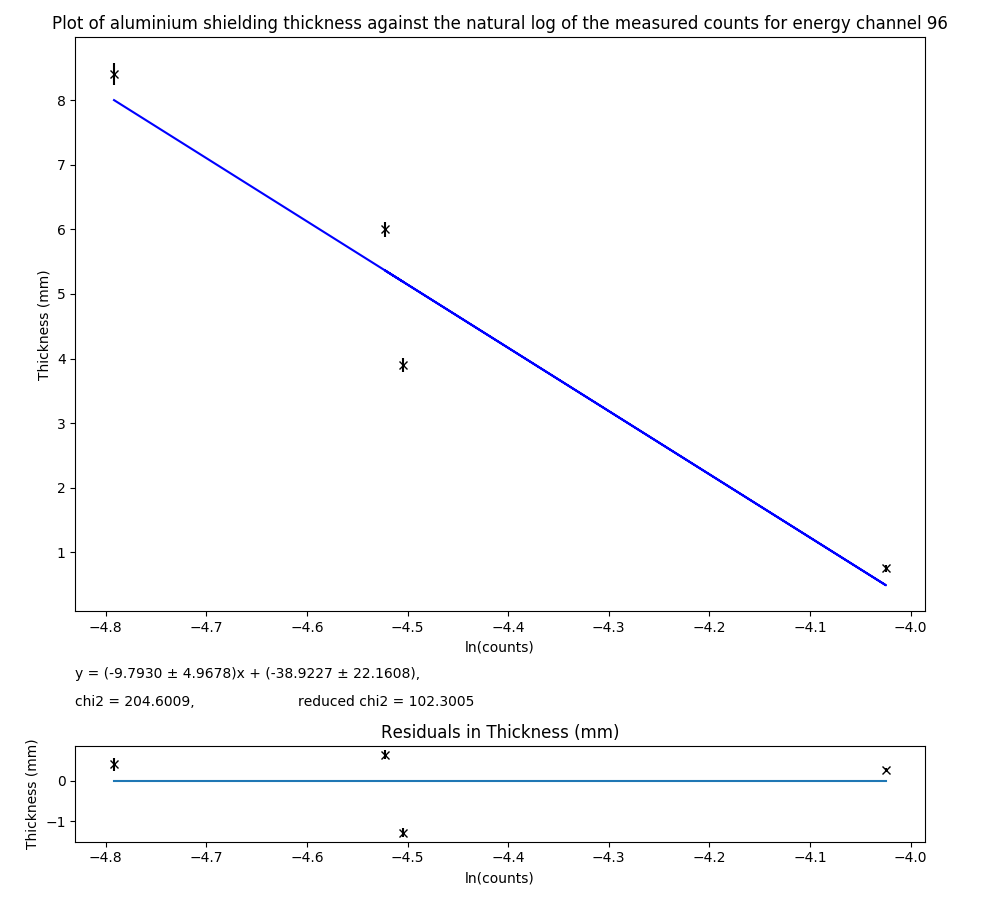 Plot of aluminium shielding thickness against the natural log of the measured counts for energy channel 96
Thickness (mm)
8
7
6
5
4
3
2
1
−4.8 −4.7 −4.6 −4.5 −4.4 −4.3 −4.2 −4.1 −4.0
ln(counts)
y = (-9.7930 ± 4.9678)x + (-38.9227 ± 22.1608),
chi2 = 204.6009, reduced chi2 = 102.3005
Residuals in Thickness (mm)
Thickness (mm)
0
−1
−4.8 −4.7 −4.6 −4.5 −4.4 −4.3 −4.2 −4.1 −4.0
ln(counts)